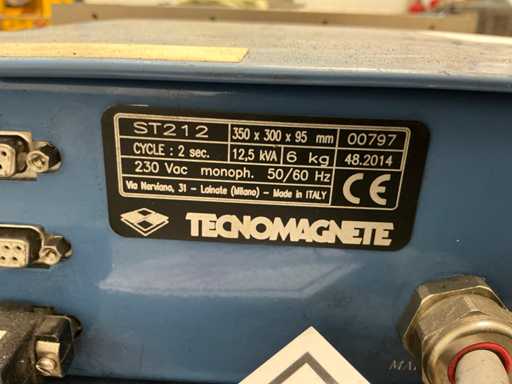 ST212 350 x 300 x 95 mm 00797
CYCLE : 2 sec. 12,5 kVA 6 kg 48.2014
230 Vac monoph. 50/60 Hz
Via Nerviano, 31 - Lainate (Milano) - Made in ITALY
CE
TECNOMAGNETE